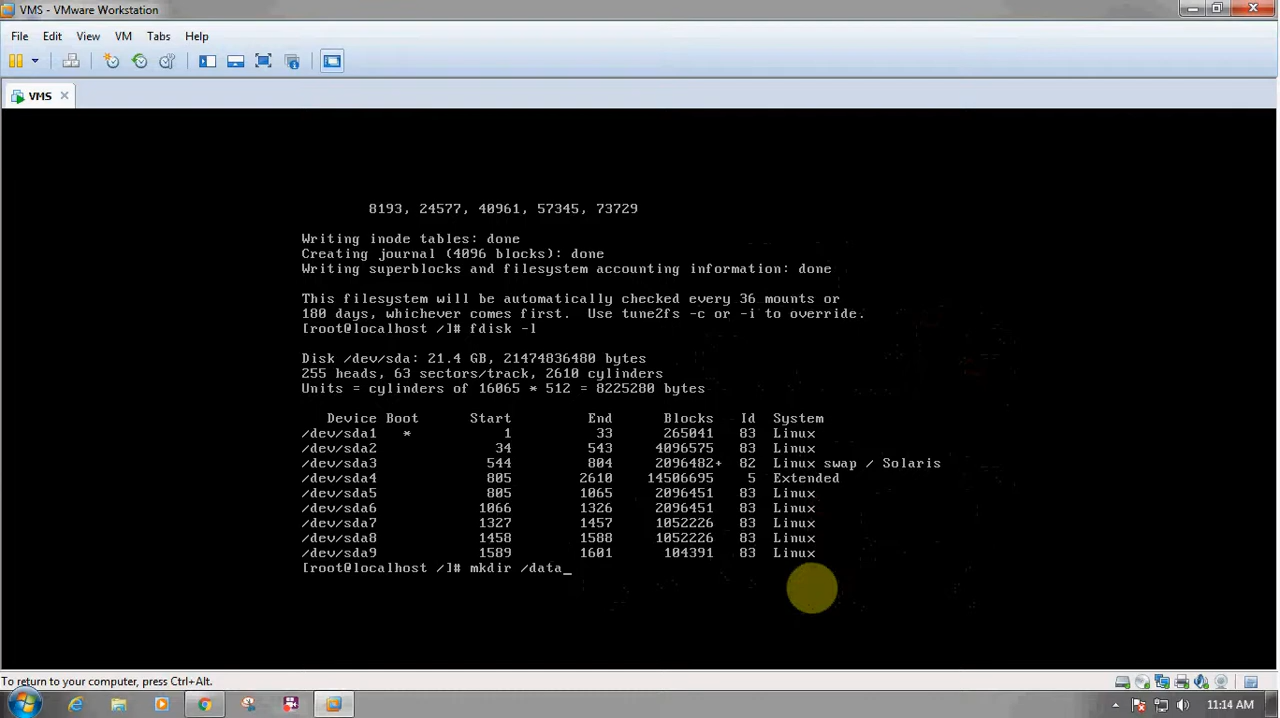 VMS - VMware Workstation
File Edit View VM Tabs Help
VMS
8193, 24577, 40961, 57345, 73729
Writing inode tables: done
Creating journal (4096 blocks): done
Writing superblocks and filesystem accounting information: done
This filesystem will be automatically checked every 36 mounts or
180 days, whichever comes first.  Use tune2fs -c or -i to override.
[root@localhost /]# fdisk -l
Disk /dev/sda: 21.4 GB, 21474836480 bytes
255 heads, 63 sectors/track, 2610 cylinders
Units = cylinders of 16065 * 512 = 8225280 bytes
Device Boot Start End Blocks Id System
/dev/sda1 * 1 33 265041 83 Linux
/dev/sda2 34 543 4096575 83 Linux
/dev/sda3 544 804 2096482+ 82 Linux swap / Solaris
/dev/sda4 805 2610 14506695 5 Extended
/dev/sda5 805 1065 2096451 83 Linux
/dev/sda6 1066 1326 2096451 83 Linux
/dev/sda7 1327 1457 1052226 83 Linux
/dev/sda8 1458 1588 1052226 83 Linux
/dev/sda9 1589 1601 104391 83 Linux
[root@localhost /]# mkdir /data_
To return to your computer, press Ctrl+Alt.
11:14 AM